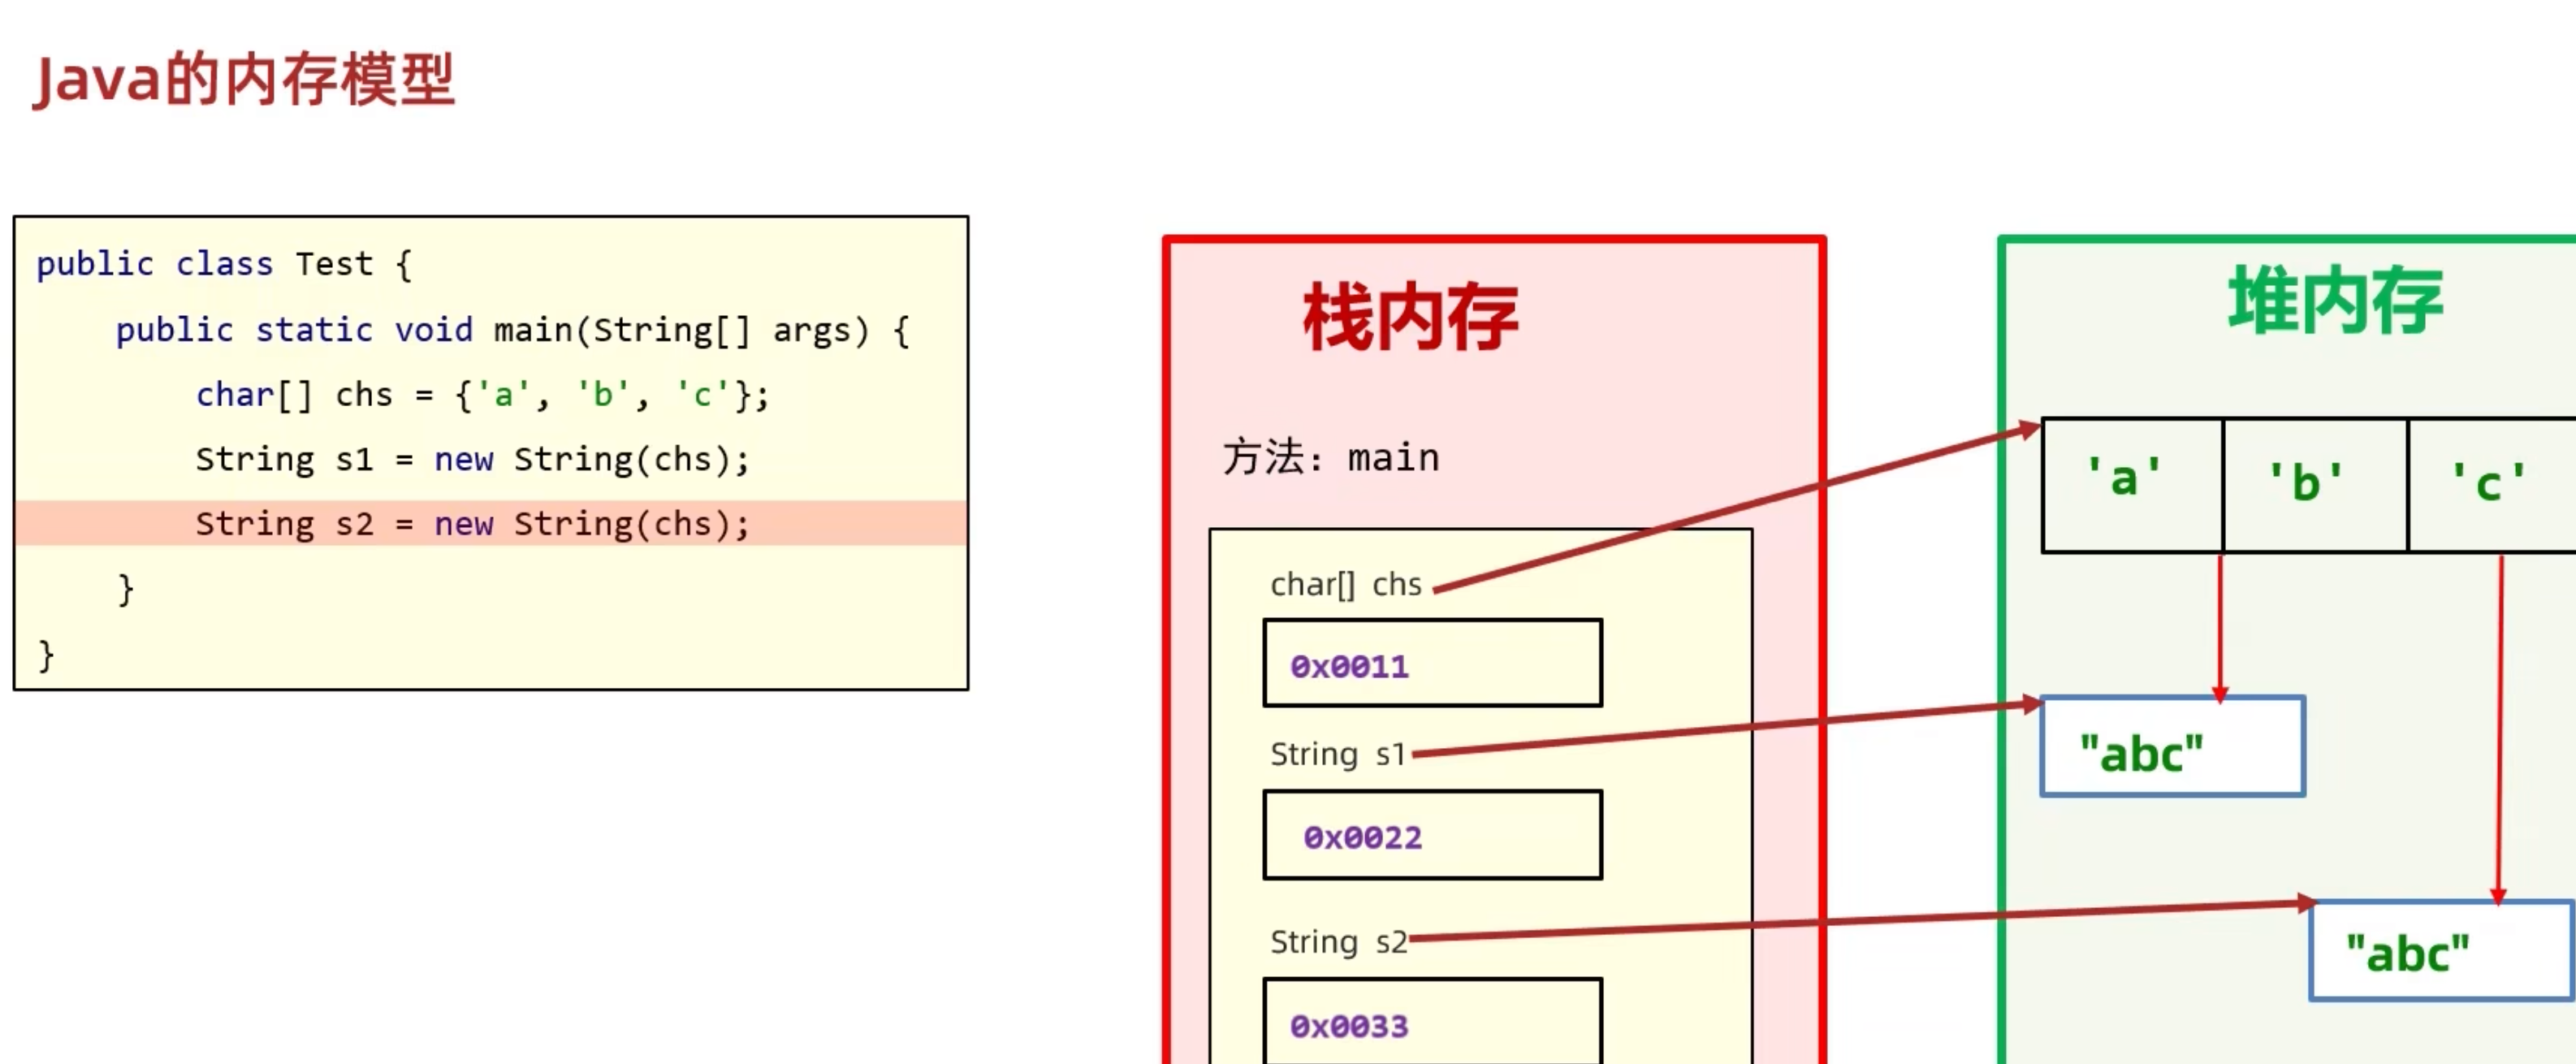 Java的内存模型
public class Test {
public static void main(String[] args) {
char[] chs = {'a', 'b', 'c'};
String s1 = new String(chs);
String s2 = new String(chs);
}
}
栈内存
方法：main
char[] chs
0x0011
String s1
0x0022
String s2
0x0033
堆内存
'a' 'b' 'c'
"abc"
"abc"